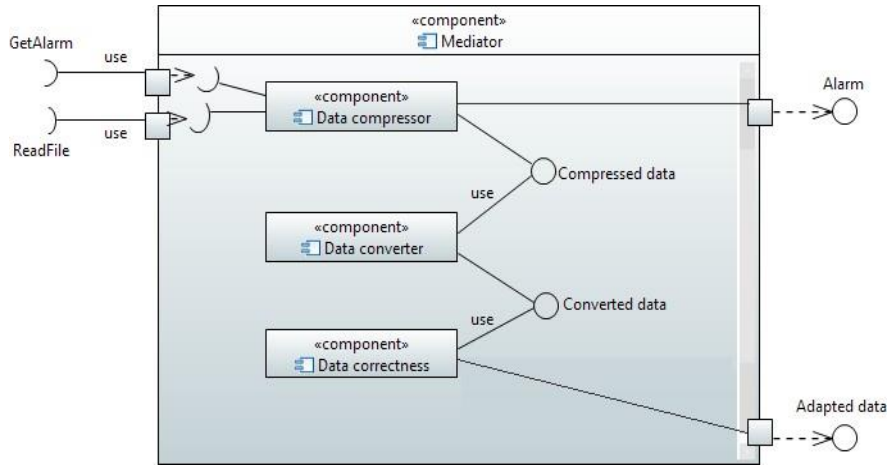 «component»
Mediator
GetAlarm
use
«component»
Data compressor
Alarm
use
ReadFile
Compressed data
use
«component»
Data converter
Converted data
use
«component»
Data correctness
Adapted data